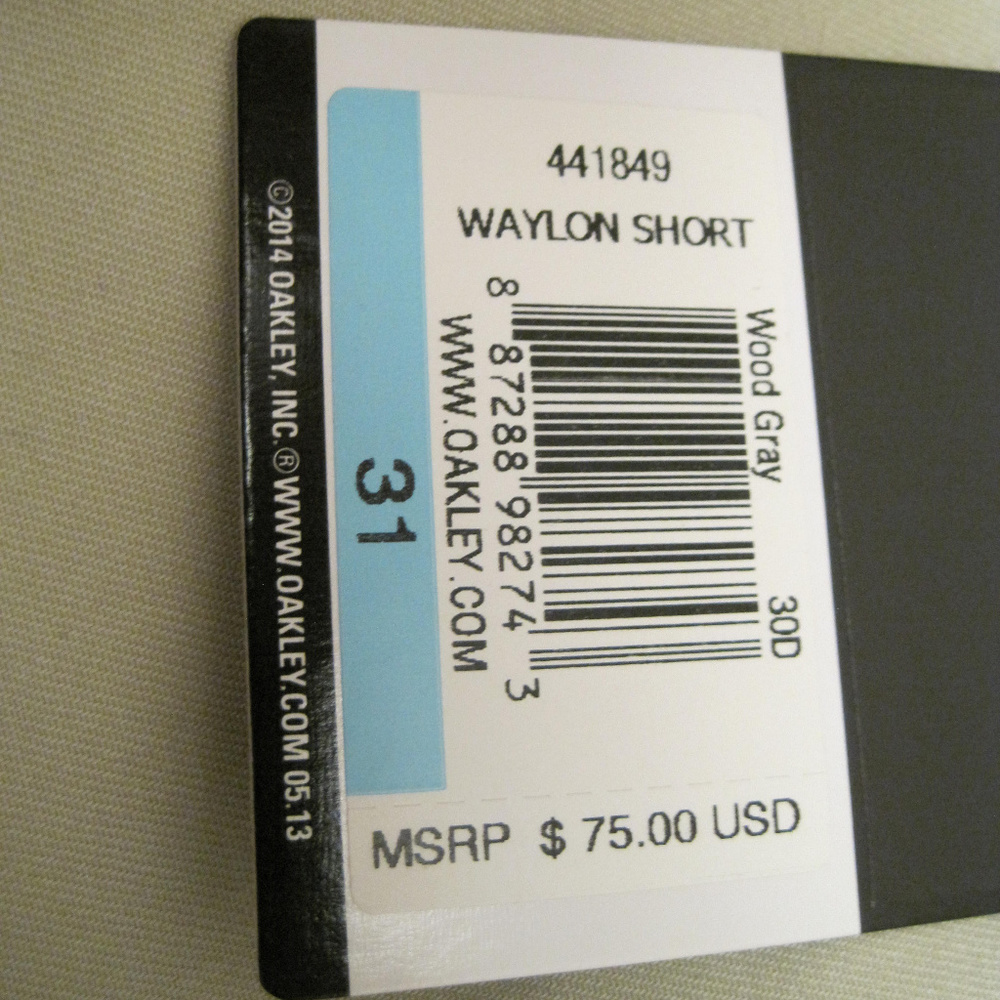 441849
WAYLON SHORT
Wood Gray 30D
8 87288 98274 3
WWW.OAKLEY.COM
31
MSRP $ 75.00 USD
©2014 OAKLEY, INC.® WWW.OAKLEY.COM 05.13